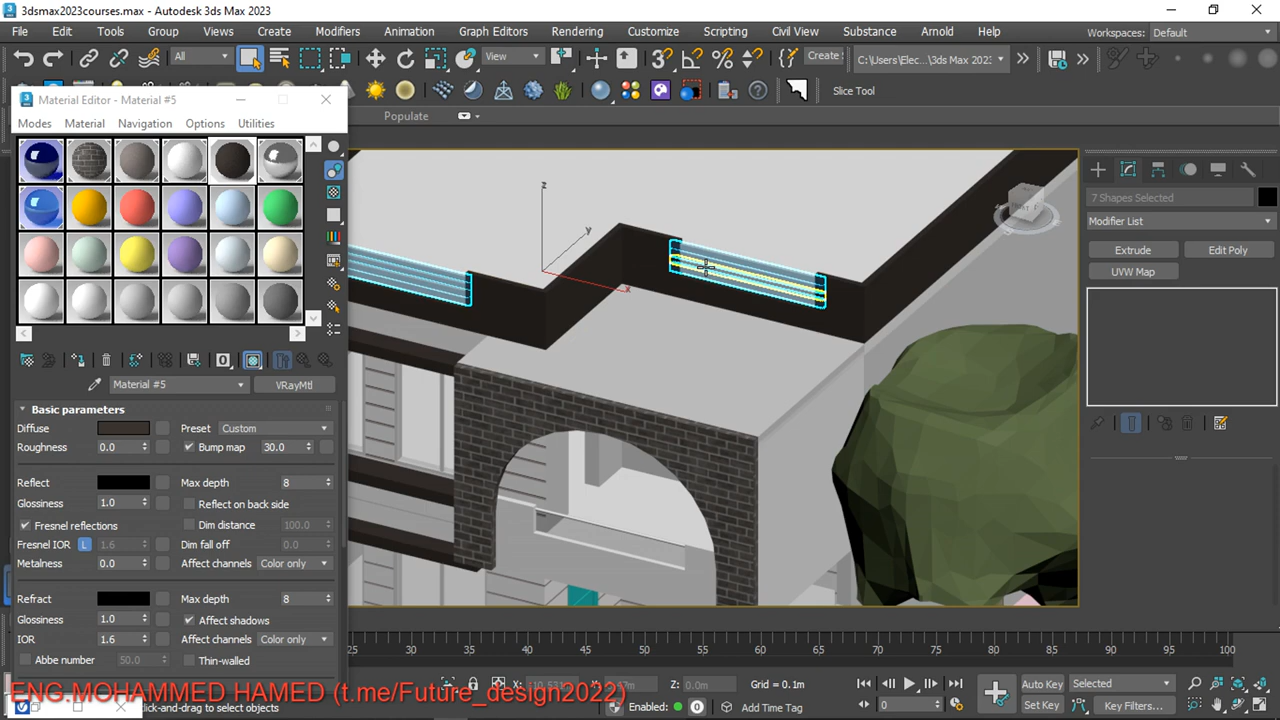 3dsmax2023courses.max - Autodesk 3ds Max 2023
File Edit Tools Group Views Create Modifiers Animation Graph Editors Rendering Customize Scripting Civil View Substance Arnold Help Workspaces: Default
All View Create C:\Users\Elec...\3ds Max 202
Slice Tool
Material Editor - Material #5
Modes Material Navigation Options Utilities
Populate
7 Shapes Selected
Modifier List
Extrude Edit Poly
UVW Map
z
y
x
Material #5 VRayMtl
Basic parameters
Diffuse Preset Custom
Roughness 0.0 Bump map 30.0
Reflect Max depth 8
Glossiness 1.0 Reflect on back side
Fresnel reflections Dim distance 100.0
Fresnel IOR L 1.6 Dim fall off 0.0
Metalness 0.0 Affect channels Color only
Refract Max depth 8
Glossiness 1.0 Affect shadows
IOR 1.6 Affect channels Color only
Abbe number 50.0 Thin-walled
30 35 40 45 50 55 60 65 70 75 80 85 90 95 100
ENG.MOHAMMED HAMED (t.me/Future_design2022)
Z: 0.0m Grid = 0.1m
Auto Key Selected
click-and-drag to select objects Enabled: 0 Add Time Tag 0 Set Key Key Filters...